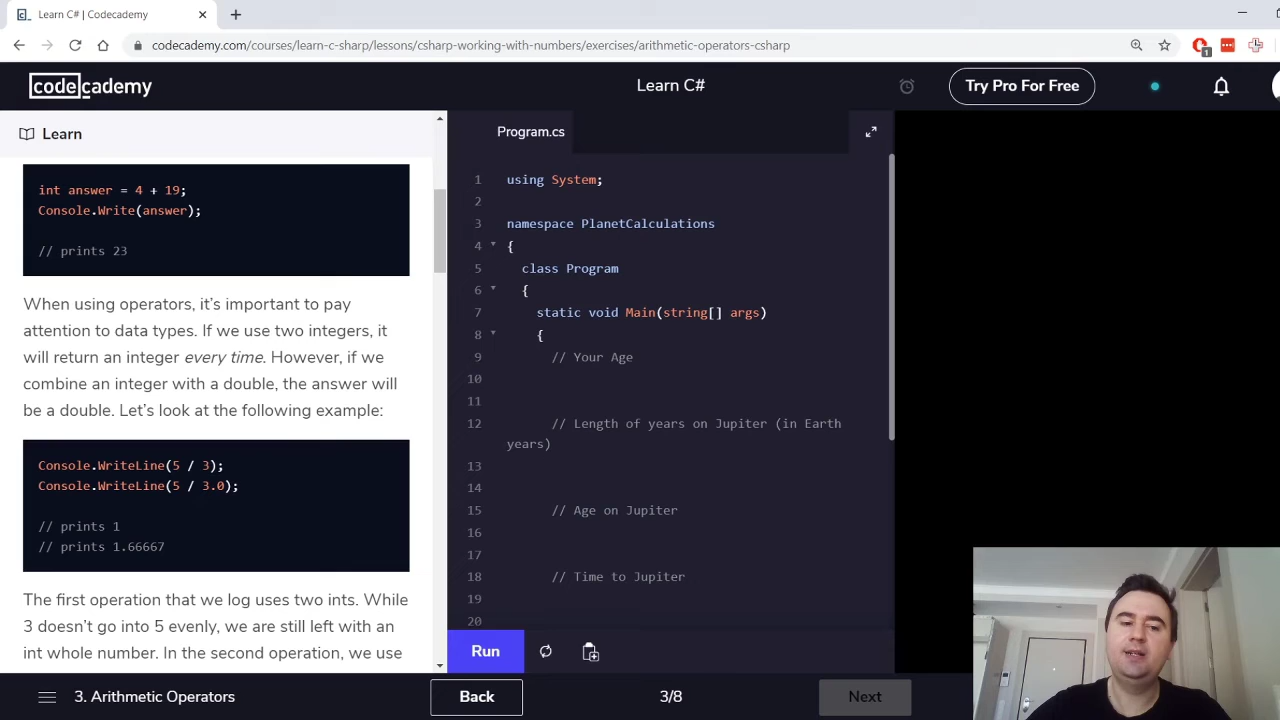 Learn C# | Codecademy
codecademy.com/courses/learn-c-sharp/lessons/csharp-working-with-numbers/exercises/arithmetic-operators-csharp
1
codecademy
Learn C#
Try Pro For Free
Learn
int answer = 4 + 19;
Console.Write(answer);
// prints 23
When using operators, it’s important to pay
attention to data types. If we use two integers, it
will return an integer every time. However, if we
combine an integer with a double, the answer will
be a double. Let’s look at the following example:
Console.WriteLine(5 / 3);
Console.WriteLine(5 / 3.0);
// prints 1
// prints 1.66667
The first operation that we log uses two ints. While
3 doesn’t go into 5 evenly, we are still left with an
int whole number. In the second operation, we use
Program.cs
1 using System;
2
3 namespace PlanetCalculations
4 {
5 class Program
6 {
7 static void Main(string[] args)
8 {
9 // Your Age
10
11
12 // Length of years on Jupiter (in Earth
years)
13
14
15 // Age on Jupiter
16
17
18 // Time to Jupiter
19
20
Run
3. Arithmetic Operators
Back
3/8
Next